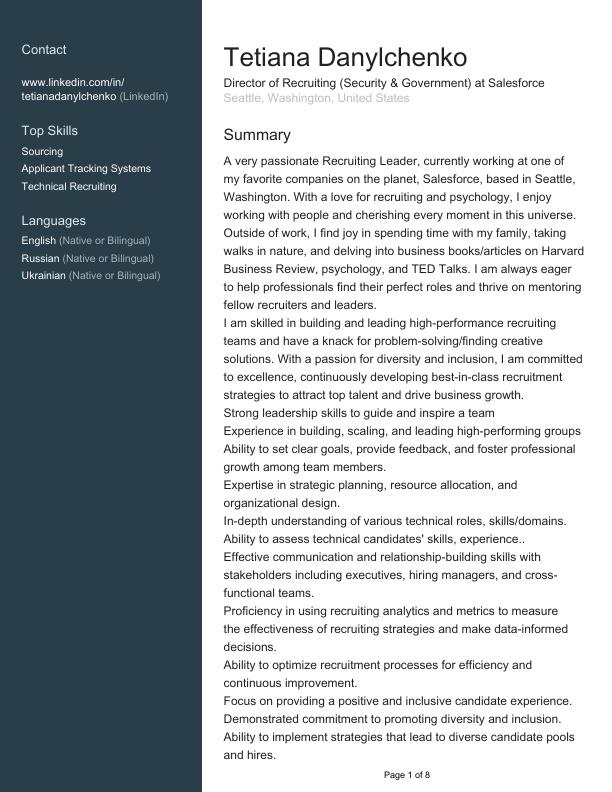 Contact
www.linkedin.com/in/
tetianadanylchenko (LinkedIn)
Top Skills
Sourcing
Applicant Tracking Systems
Technical Recruiting
Languages
English (Native or Bilingual)
Russian (Native or Bilingual)
Ukrainian (Native or Bilingual)
Tetiana Danylchenko
Director of Recruiting (Security & Government) at Salesforce
Seattle, Washington, United States
Summary
A very passionate Recruiting Leader, currently working at one of
my favorite companies on the planet, Salesforce, based in Seattle,
Washington. With a love for recruiting and psychology, I enjoy
working with people and cherishing every moment in this universe.
Outside of work, I find joy in spending time with my family, taking
walks in nature, and delving into business books/articles on Harvard
Business Review, psychology, and TED Talks. I am always eager
to help professionals find their perfect roles and thrive on mentoring
fellow recruiters and leaders.
I am skilled in building and leading high-performance recruiting
teams and have a knack for problem-solving/finding creative
solutions. With a passion for diversity and inclusion, I am committed
to excellence, continuously developing best-in-class recruitment
strategies to attract top talent and drive business growth.
Strong leadership skills to guide and inspire a team
Experience in building, scaling, and leading high-performing groups
Ability to set clear goals, provide feedback, and foster professional
growth among team members.
Expertise in strategic planning, resource allocation, and
organizational design.
In-depth understanding of various technical roles, skills/domains.
Ability to assess technical candidates' skills, experience..
Effective communication and relationship-building skills with
stakeholders including executives, hiring managers, and cross-
functional teams.
Proficiency in using recruiting analytics and metrics to measure
the effectiveness of recruiting strategies and make data-informed
decisions.
Ability to optimize recruitment processes for efficiency and
continuous improvement.
Focus on providing a positive and inclusive candidate experience.
Demonstrated commitment to promoting diversity and inclusion.
Ability to implement strategies that lead to diverse candidate pools
and hires.
Page 1 of 8